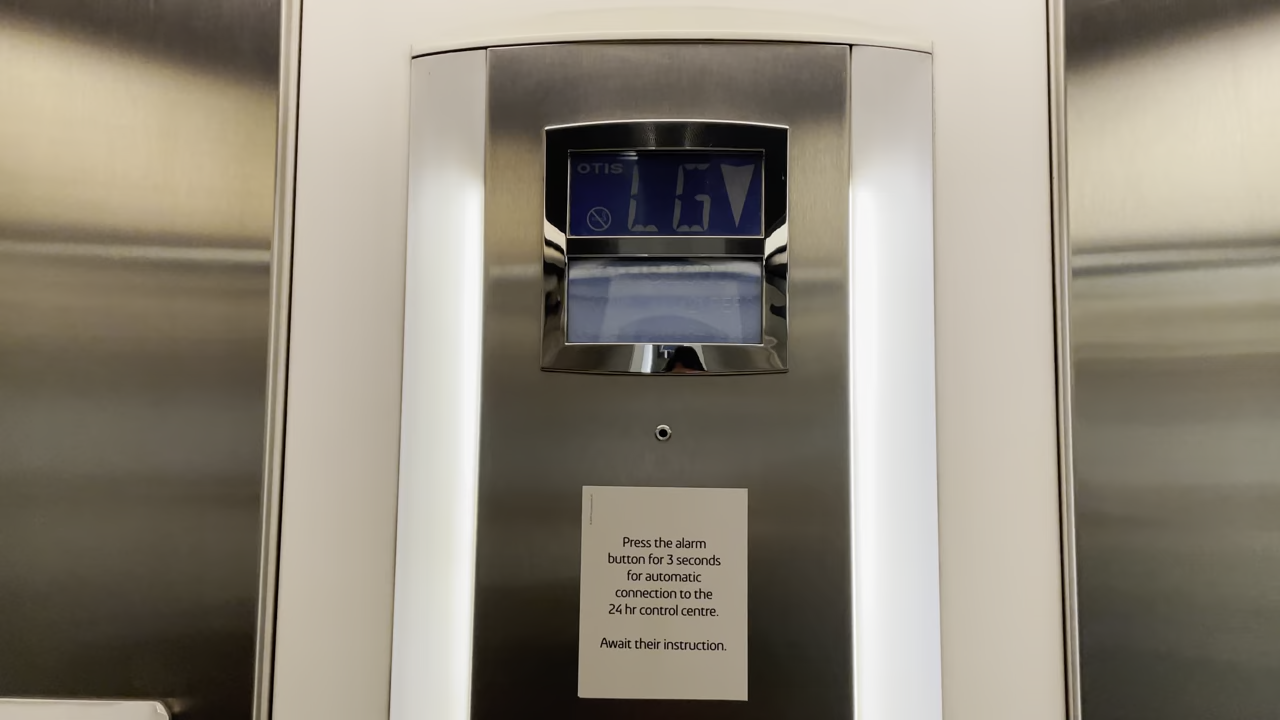 OTIS
LG
Press the alarm
button for 3 seconds
for automatic
connection to the
24 hr control centre.
Await their instruction.